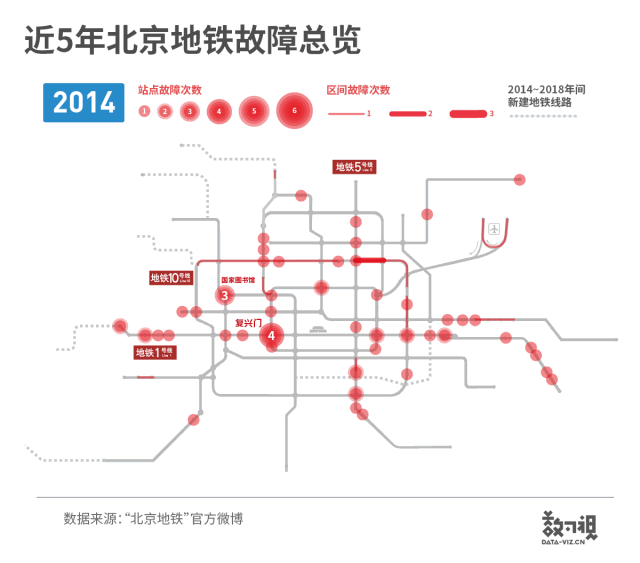 近5年北京地铁故障总览
2014
站点故障次数
1 2 3 4 5 6
区间故障次数
1 2 3
2014~2018年间
新建地铁线路
地铁5号线
Line 5
地铁10号线
Line 10
国家图书馆
3
复兴门
4
地铁1号线
Line 1
数据来源：“北京地铁”官方微博
数可视
DATA-VIZ.CN